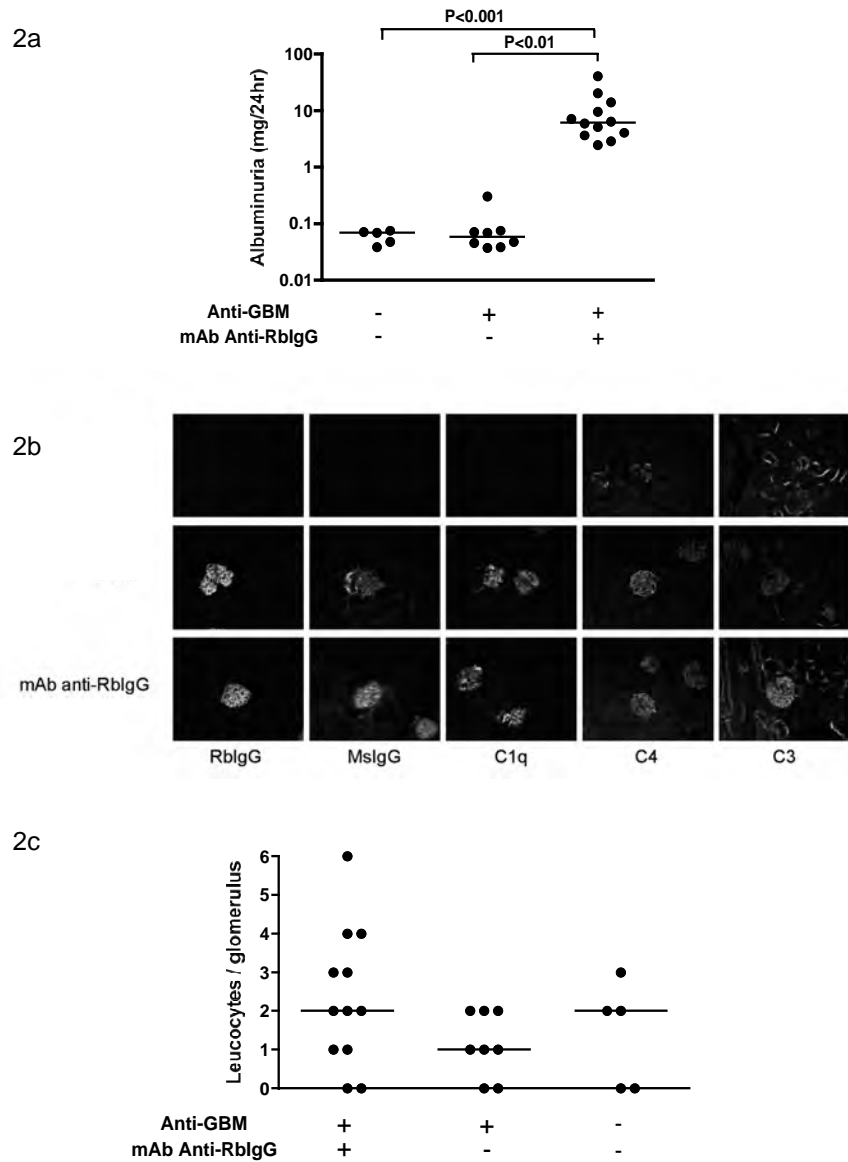 2a
P<0.001
P<0.01
Albuminuria (mg/24hr)
100
10
1
0.1
0.01
Anti-GBM - + +
mAb Anti-RbIgG - - +
2b
mAb anti-RbIgG
RbIgG MsIgG C1q C4 C3
2c
Leucocytes / glomerulus
6
5
4
3
2
1
0
Anti-GBM + + -
mAb Anti-RbIgG + - -